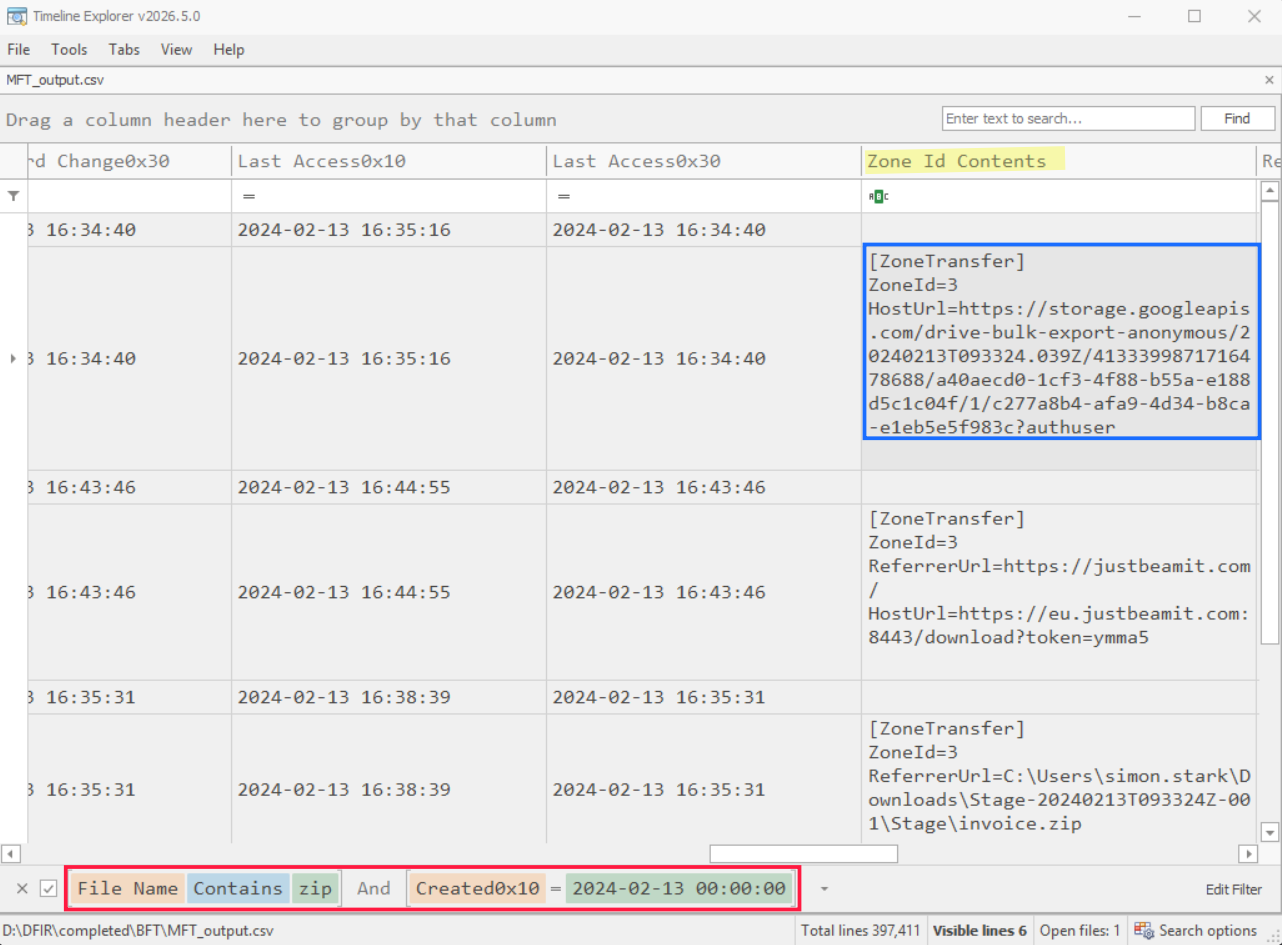 Timeline Explorer v2026.5.0
File Tools Tabs View Help
MFT_output.csv
Drag a column header here to group by that column
Enter text to search...
Find
rd Change0x30
Last Access0x10
Last Access0x30
Zone Id Contents
Re
=
=
ABC
3 16:34:40
2024-02-13 16:35:16
2024-02-13 16:34:40
3 16:34:40
2024-02-13 16:35:16
2024-02-13 16:34:40
[ZoneTransfer]
ZoneId=3
HostUrl=https://storage.googleapis
.com/drive-bulk-export-anonymous/2
0240213T093324.039Z/41333998717164
78688/a40aecd0-1cf3-4f88-b55a-e188
d5c1c04f/1/c277a8b4-afa9-4d34-b8ca
-e1eb5e5f983c?authuser
3 16:43:46
2024-02-13 16:44:55
2024-02-13 16:43:46
3 16:43:46
2024-02-13 16:44:55
2024-02-13 16:43:46
[ZoneTransfer]
ZoneId=3
ReferrerUrl=https://justbeamit.com
/
HostUrl=https://eu.justbeamit.com:
8443/download?token=ymma5
3 16:35:31
2024-02-13 16:38:39
2024-02-13 16:35:31
3 16:35:31
2024-02-13 16:38:39
2024-02-13 16:35:31
[ZoneTransfer]
ZoneId=3
ReferrerUrl=C:\Users\simon.stark\D
ownloads\Stage-20240213T093324Z-00
1\Stage\invoice.zip
File Name Contains zip And Created0x10 = 2024-02-13 00:00:00
Edit Filter
D:\DFIR\completed\BFT\MFT_output.csv
Total lines 397,411
Visible lines 6
Open files: 1
Search options